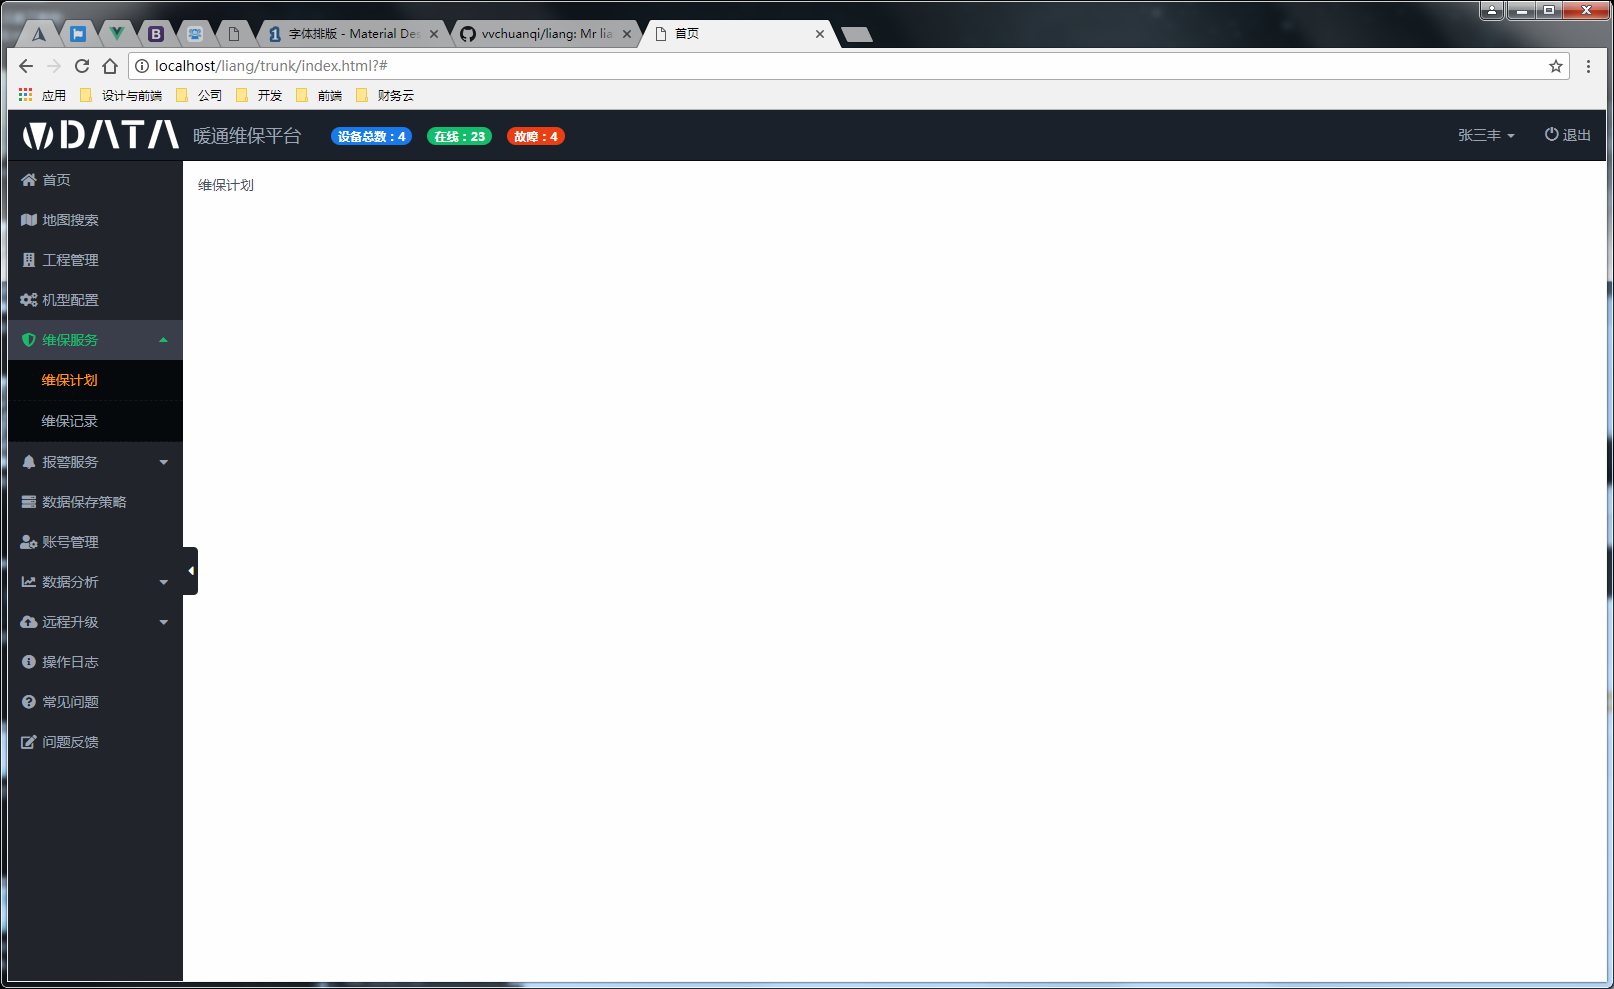 字体排版 - Material Des
vvchuanqi/liang: Mr lia
首页
localhost/liang/trunk/index.html?#
应用
设计与前端
公司
开发
前端
财务云
WDATA
暖通维保平台
设备总数：4
在线：23
故障：4
张三丰
退出
首页
地图搜索
工程管理
机型配置
维保服务
维保计划
维保记录
报警服务
数据保存策略
账号管理
数据分析
远程升级
操作日志
常见问题
问题反馈
维保计划